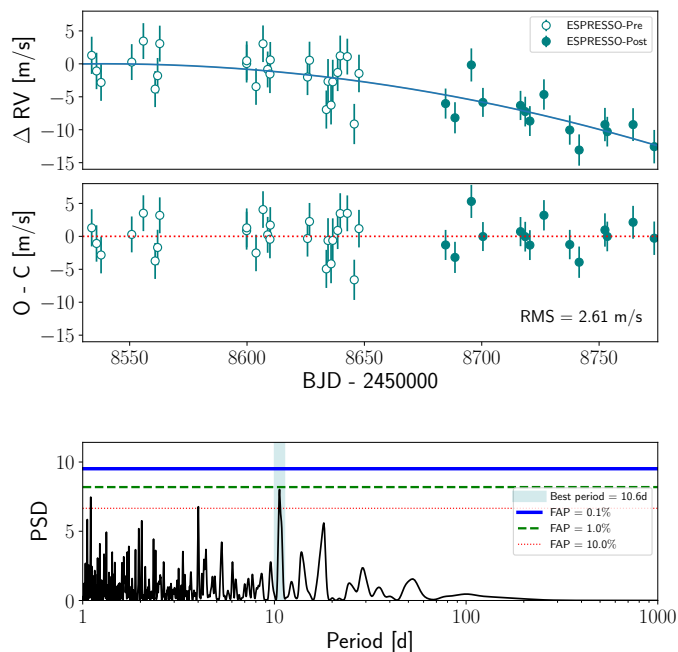 5
0
−5
−10
−15
Δ RV [m/s]
ESPRESSO-Pre
ESPRESSO-Post
5
0
−5
−10
−15
O - C [m/s]
RMS = 2.61 m/s
8550 8600 8650 8700 8750
BJD - 2450000
10
5
0
PSD
Best period = 10.6d
FAP = 0.1%
FAP = 1.0%
FAP = 10.0%
1 10 100 1000
Period [d]